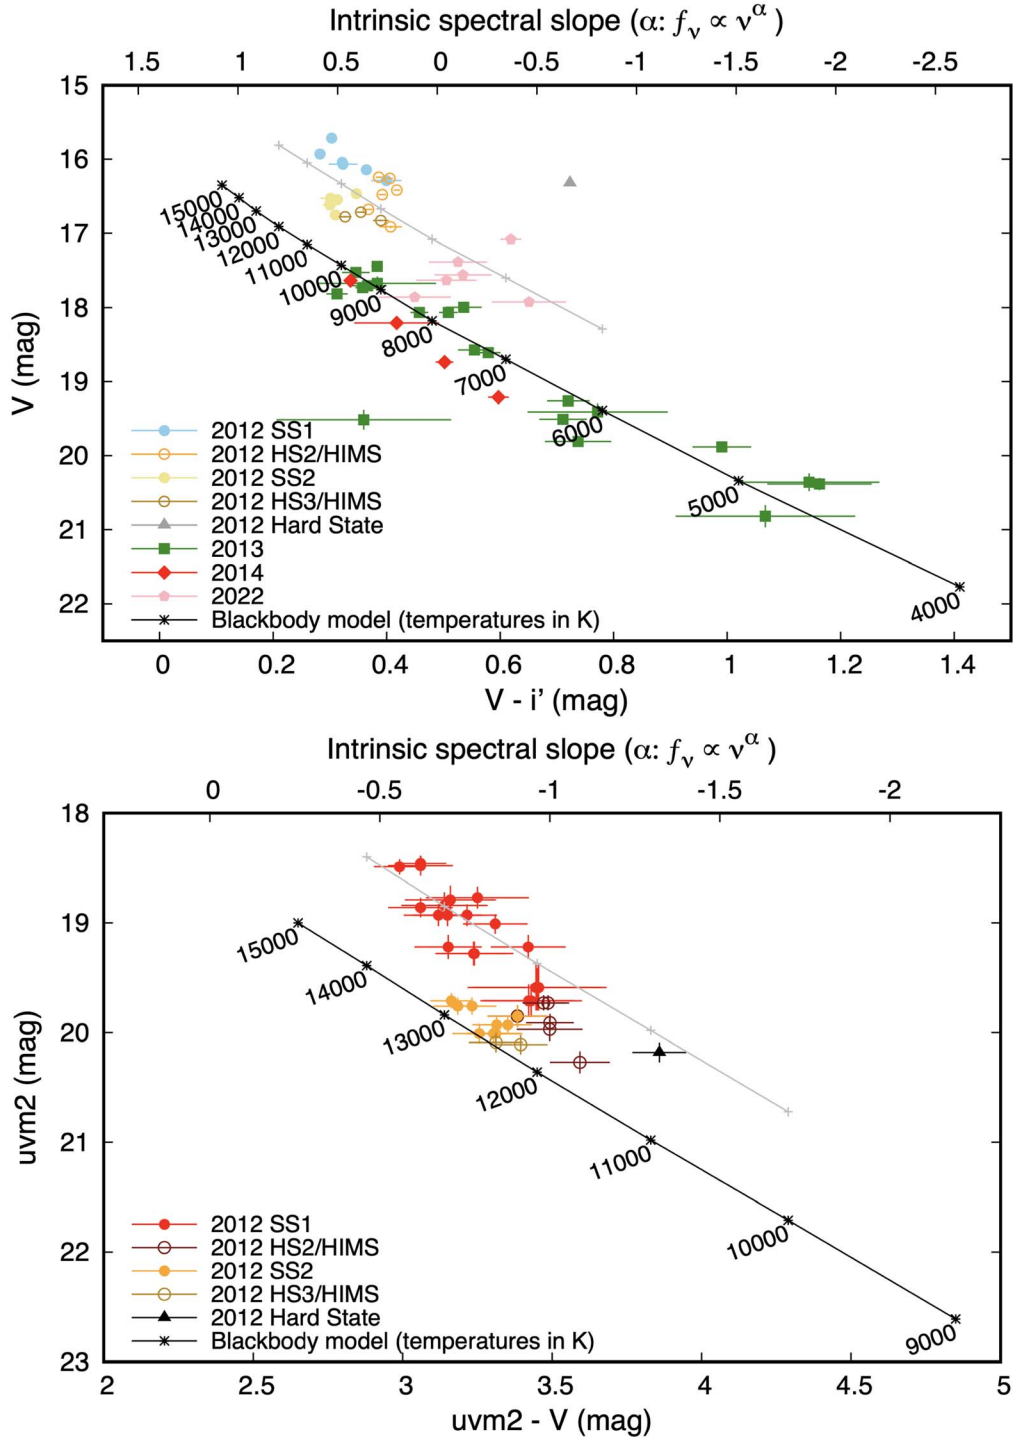 Intrinsic spectral slope (α: fν ∝ ν^α )
1.5 1 0.5 0 -0.5 -1 -1.5 -2 -2.5
15
16
17
18
19
20
21
22
V (mag)
15000
14000
13000
12000
11000
10000
9000
8000
7000
6000
5000
4000
2012 SS1
2012 HS2/HIMS
2012 SS2
2012 HS3/HIMS
2012 Hard State
2013
2014
2022
Blackbody model (temperatures in K)
0 0.2 0.4 0.6 0.8 1 1.2 1.4
V - i' (mag)
Intrinsic spectral slope (α: fν ∝ ν^α )
0 -0.5 -1 -1.5 -2
18
19
20
21
22
23
uvm2 (mag)
15000
14000
13000
12000
11000
10000
9000
2012 SS1
2012 HS2/HIMS
2012 SS2
2012 HS3/HIMS
2012 Hard State
Blackbody model (temperatures in K)
2 2.5 3 3.5 4 4.5 5
uvm2 - V (mag)